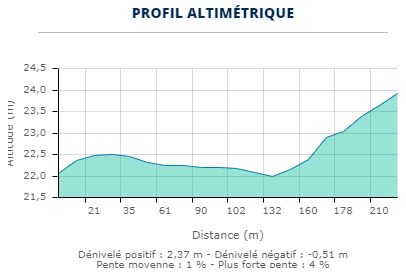 PROFIL ALTIMÉTRIQUE
24,5
24,0
23,5
23,0
22,5
22,0
21,5
Altitude (m)
21 35 61 90 102 132 160 178 210
Distance (m)
Dénivelé positif : 2,37 m - Dénivelé négatif : -0,51 m
Pente moyenne : 1 % - Plus forte pente : 4 %